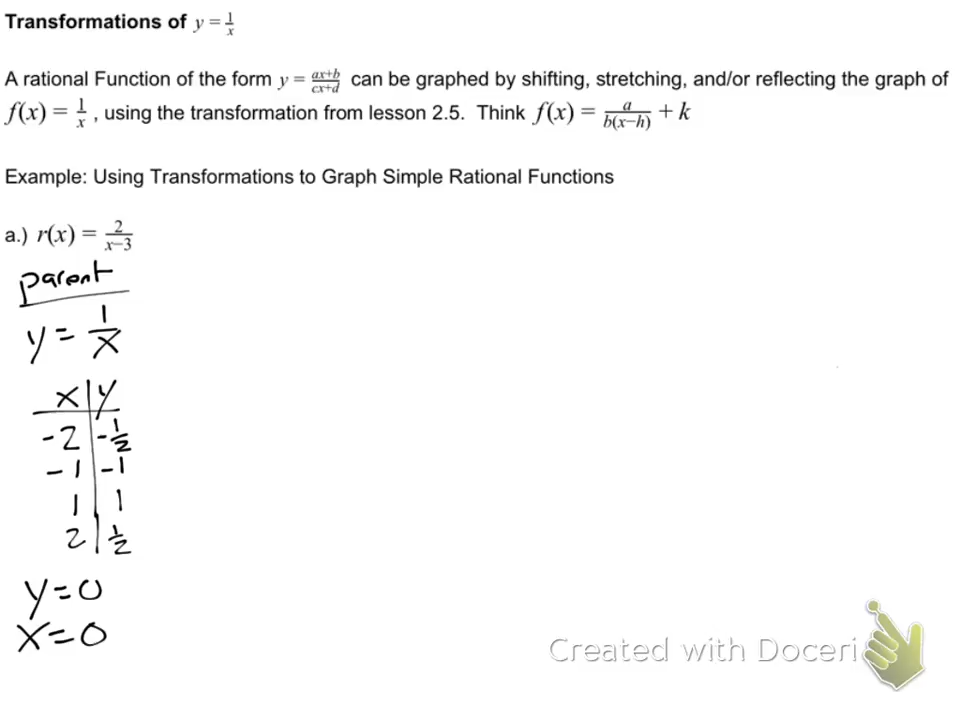 Transformations of y = 1/x
A rational Function of the form y = (ax+b)/(cx+d) can be graphed by shifting, stretching, and/or reflecting the graph of
f(x) = 1/x , using the transformation from lesson 2.5. Think f(x) = a/(b(x−h)) + k
Example: Using Transformations to Graph Simple Rational Functions
a.) r(x) = 2/(x−3)
parent
y = 1/x
x | y
-2 | -1/2
-1 | -1
1 | 1
2 | 1/2
y=0
x=0
Created with Doceri